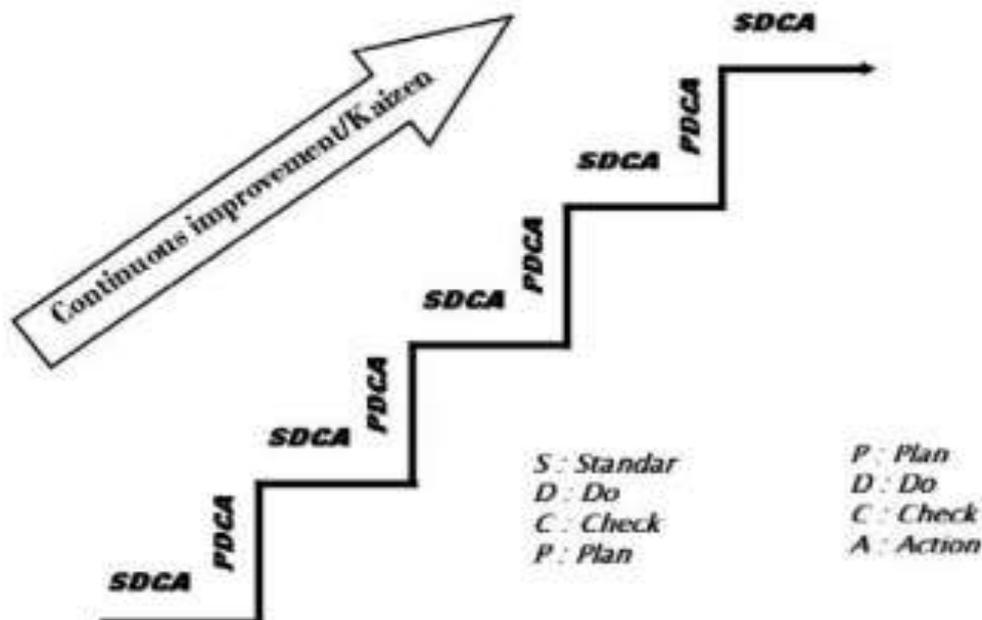 SDCA
Continuous improvement/Kaizen
PDCA
SDCA
PDCA
SDCA
PDCA
SDCA
PDCA
SDCA
S : Standar
D : Do
C : Check
P : Plan
P : Plan
D : Do
C : Check
A : Action